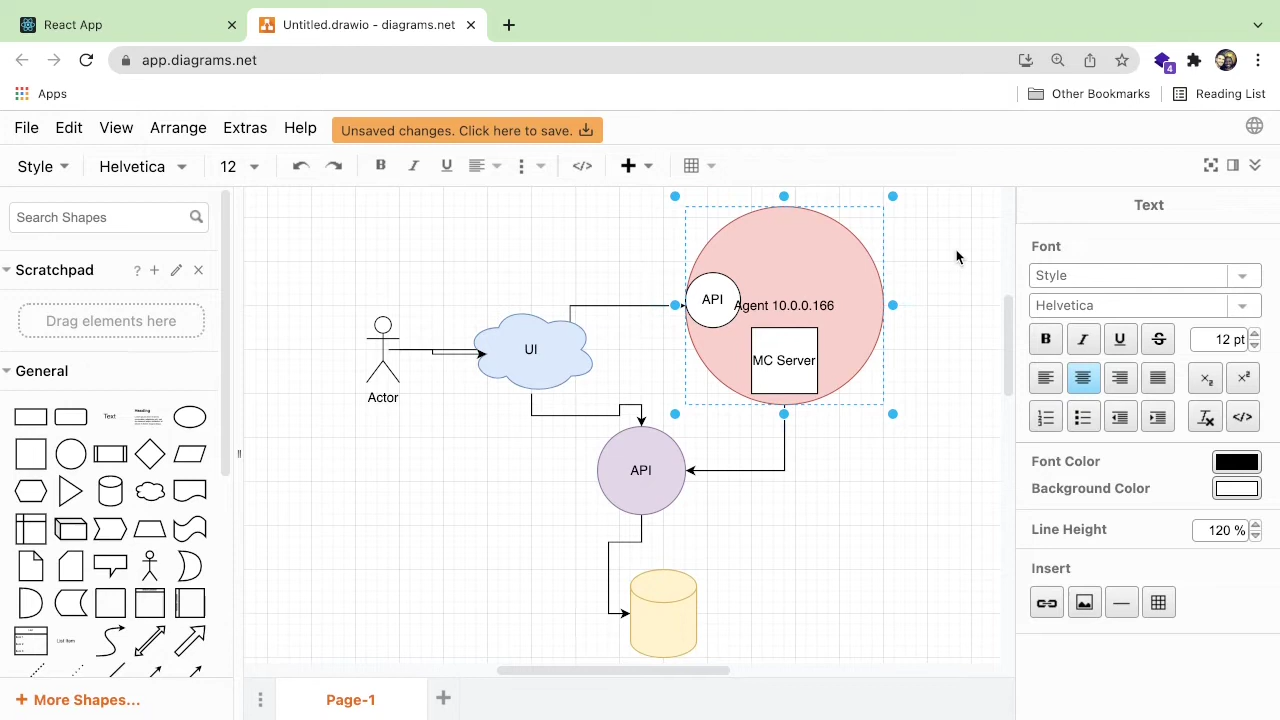 React App
Untitled.drawio - diagrams.net
app.diagrams.net
4
Apps
Other Bookmarks
Reading List
File Edit View Arrange Extras Help
Unsaved changes. Click here to save.
Style Helvetica 12 B I U </>
Search Shapes
Scratchpad ?
Drag elements here
General
Text
Heading
List
List Item
More Shapes...
Actor
UI
API
Agent 10.0.0.166
MC Server
API
Page-1
Text
Font
Style
Helvetica
B I U S 12 pt
Font Color
Background Color
Line Height 120 %
Insert